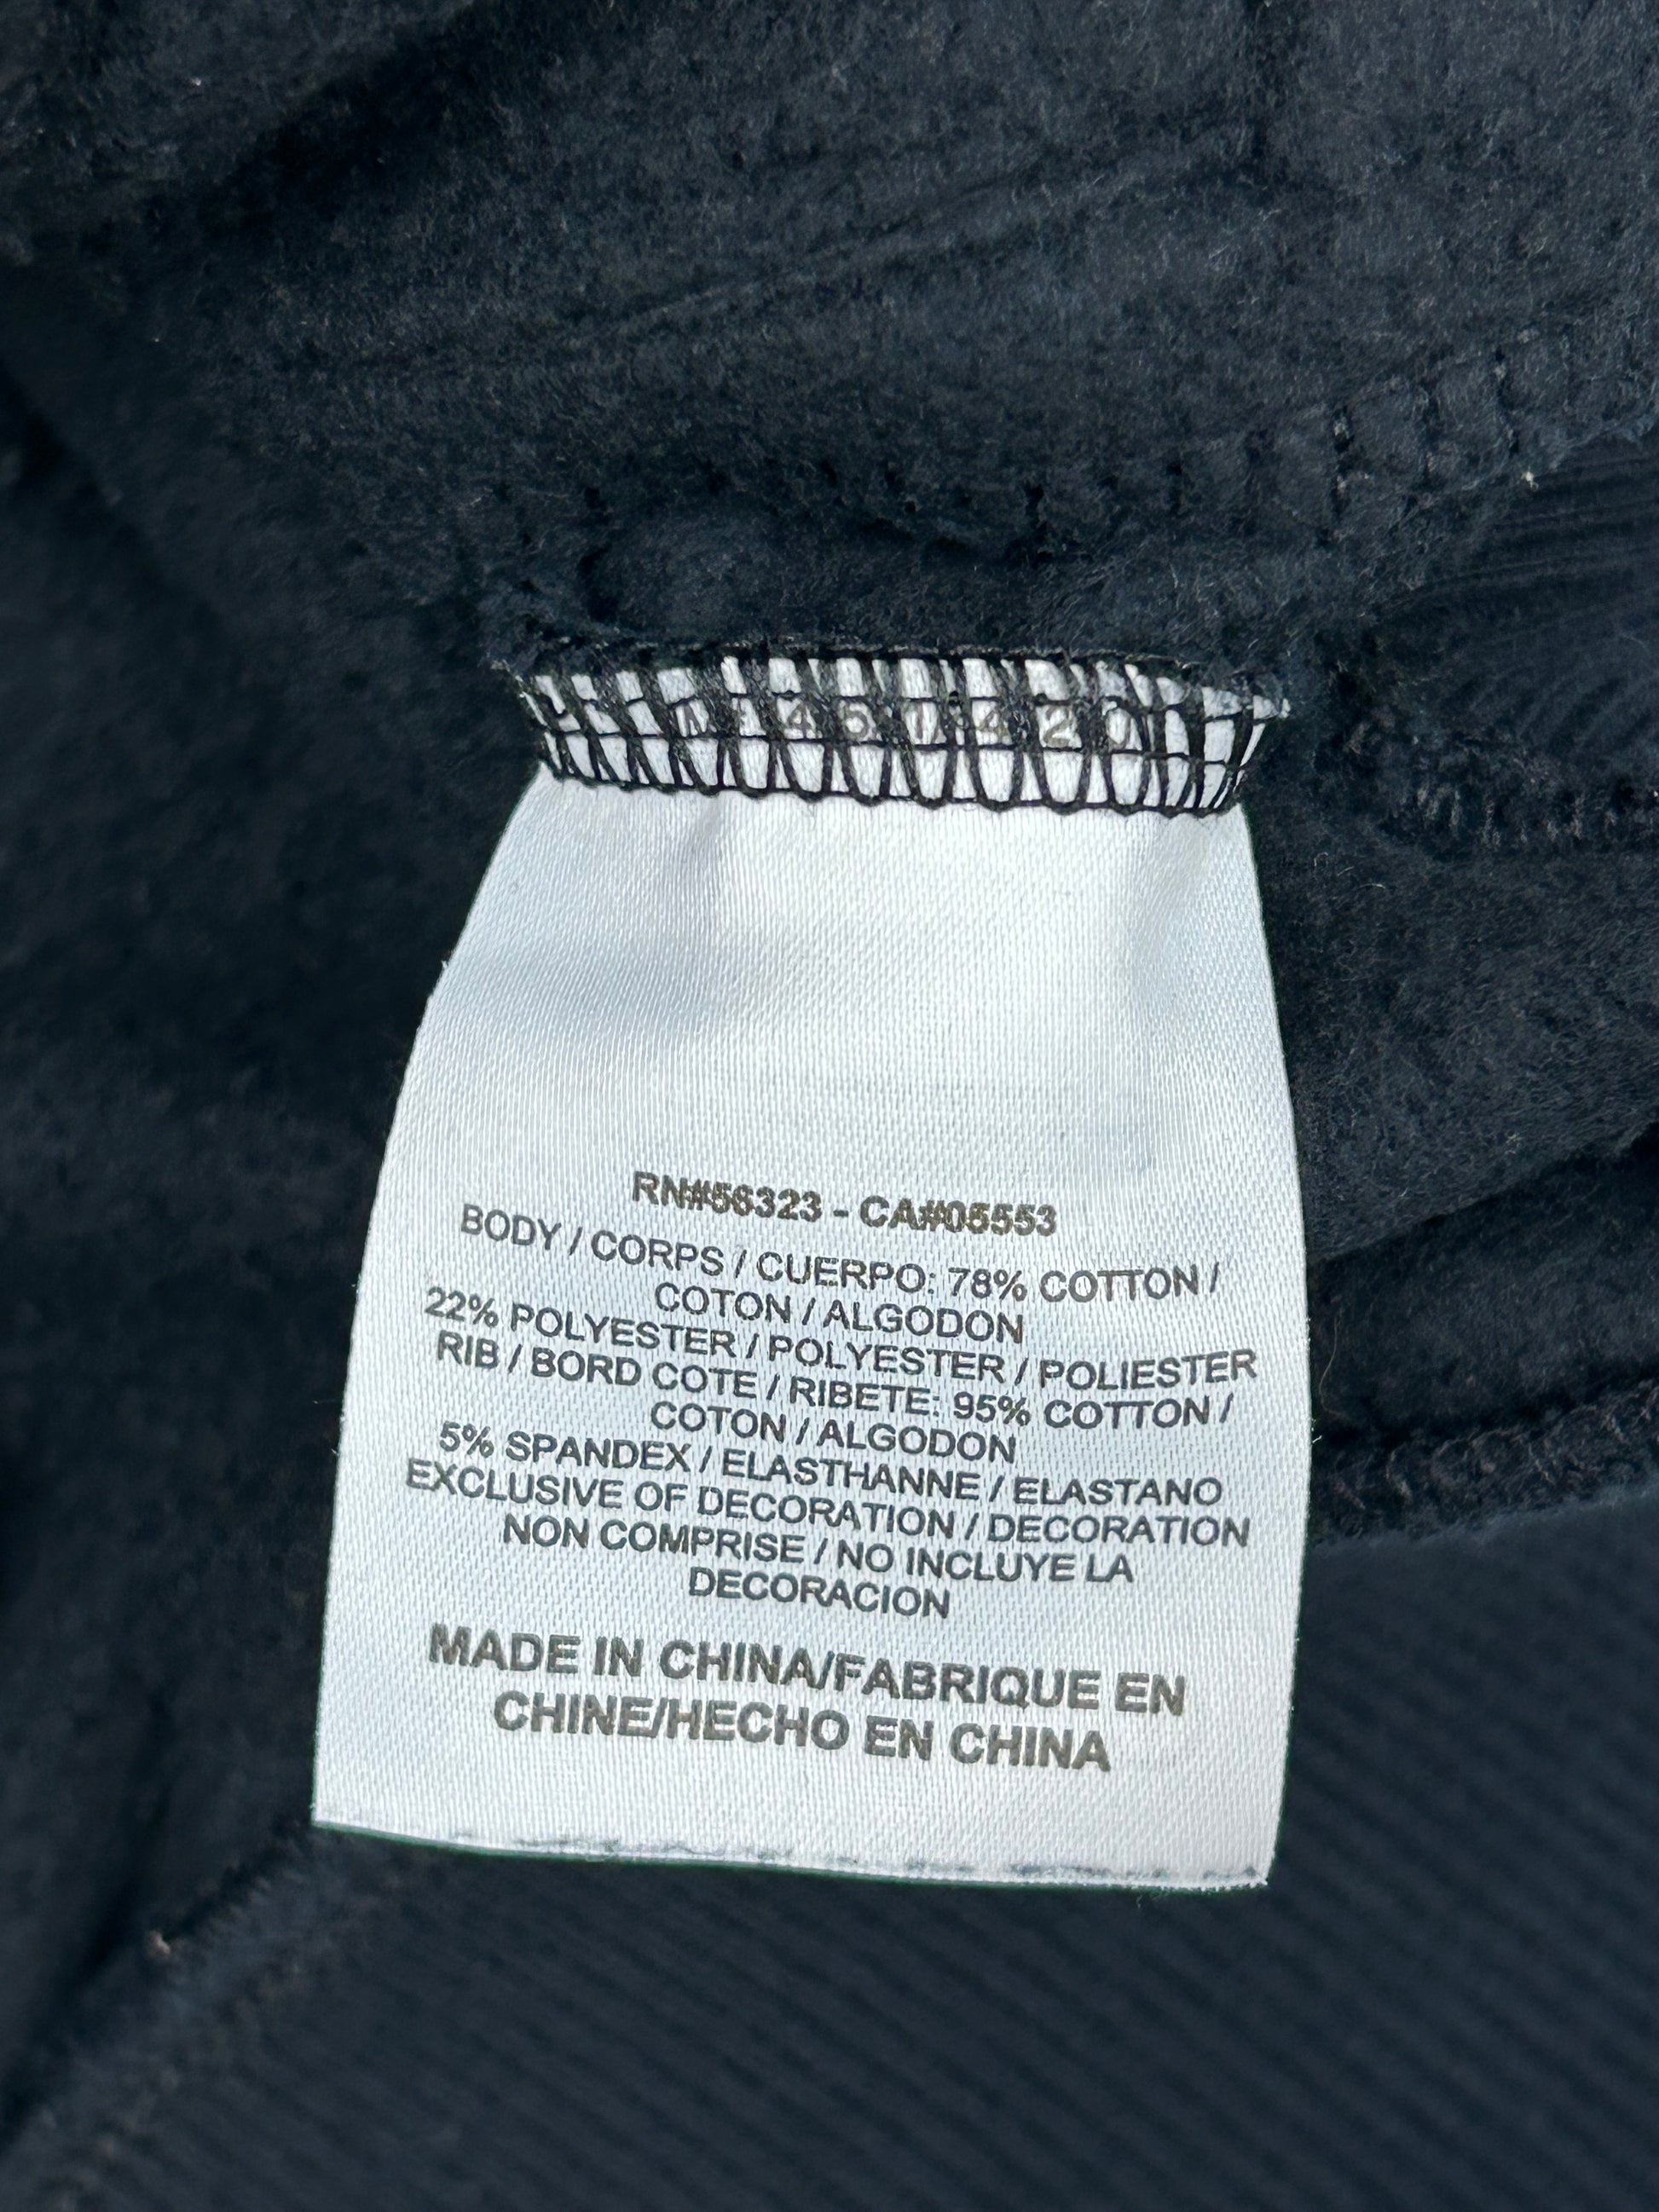 RN#56323 - CA#05553
BODY / CORPS / CUERPO: 78% COTTON /
COTON / ALGODON
22% POLYESTER / POLYESTER / POLIESTER
RIB / BORD COTE / RIBETE: 95% COTTON /
COTON / ALGODON
5% SPANDEX / ELASTHANNE / ELASTANO
EXCLUSIVE OF DECORATION / DECORATION
NON COMPRISE / NO INCLUYE LA
DECORACION
MADE IN CHINA/FABRIQUE EN
CHINE/HECHO EN CHINA